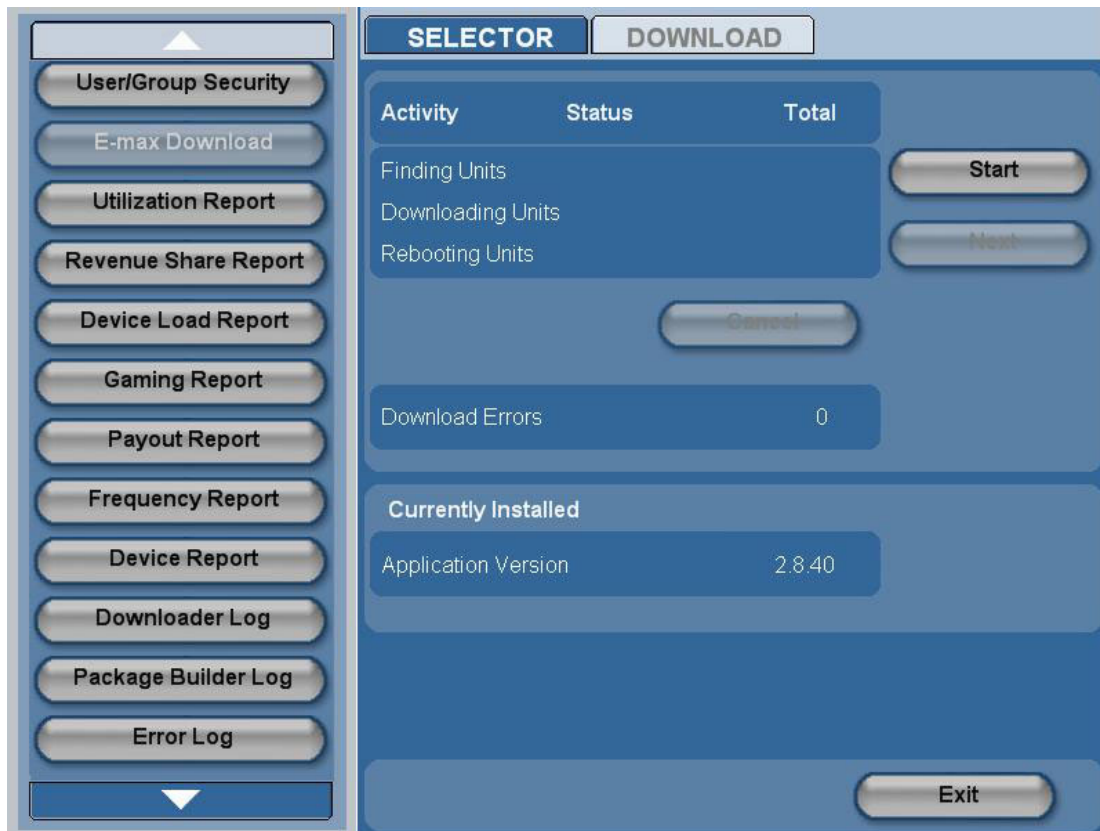 User/Group Security
E-max Download
Utilization Report
Revenue Share Report
Device Load Report
Gaming Report
Payout Report
Frequency Report
Device Report
Downloader Log
Package Builder Log
Error Log
SELECTOR DOWNLOAD
Activity Status Total
Finding Units
Downloading Units
Rebooting Units
Start
Next
Cancel
Download Errors 0
Currently Installed
Application Version 2.8.40
Exit